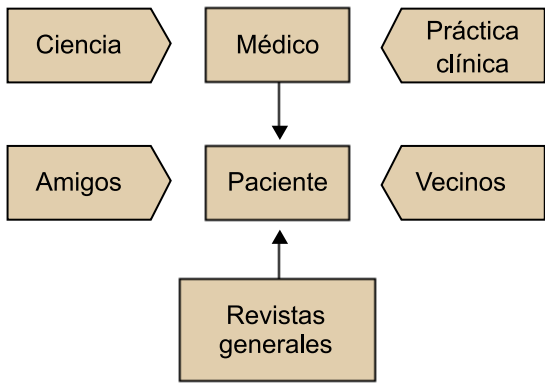 Ciencia
Médico
Práctica
clínica
Amigos
Paciente
Vecinos
Revistas
generales